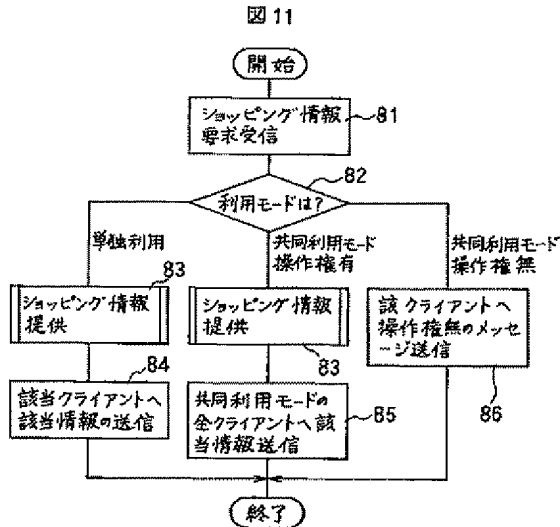 図 11
開始
ショッピング情報
要求受信
81
82
利用モードは?
単独利用
共同利用モード
操作権有
共同利用モード
操作権無
83
ショッピング情報
提供
ショッピング情報
提供
83
該クライアントへ
操作権無のメッセ
ージ送信
86
84
該当クライアントへ
該当情報の送信
共同利用モードの
全クライアントへ該
当情報送信
85
終了